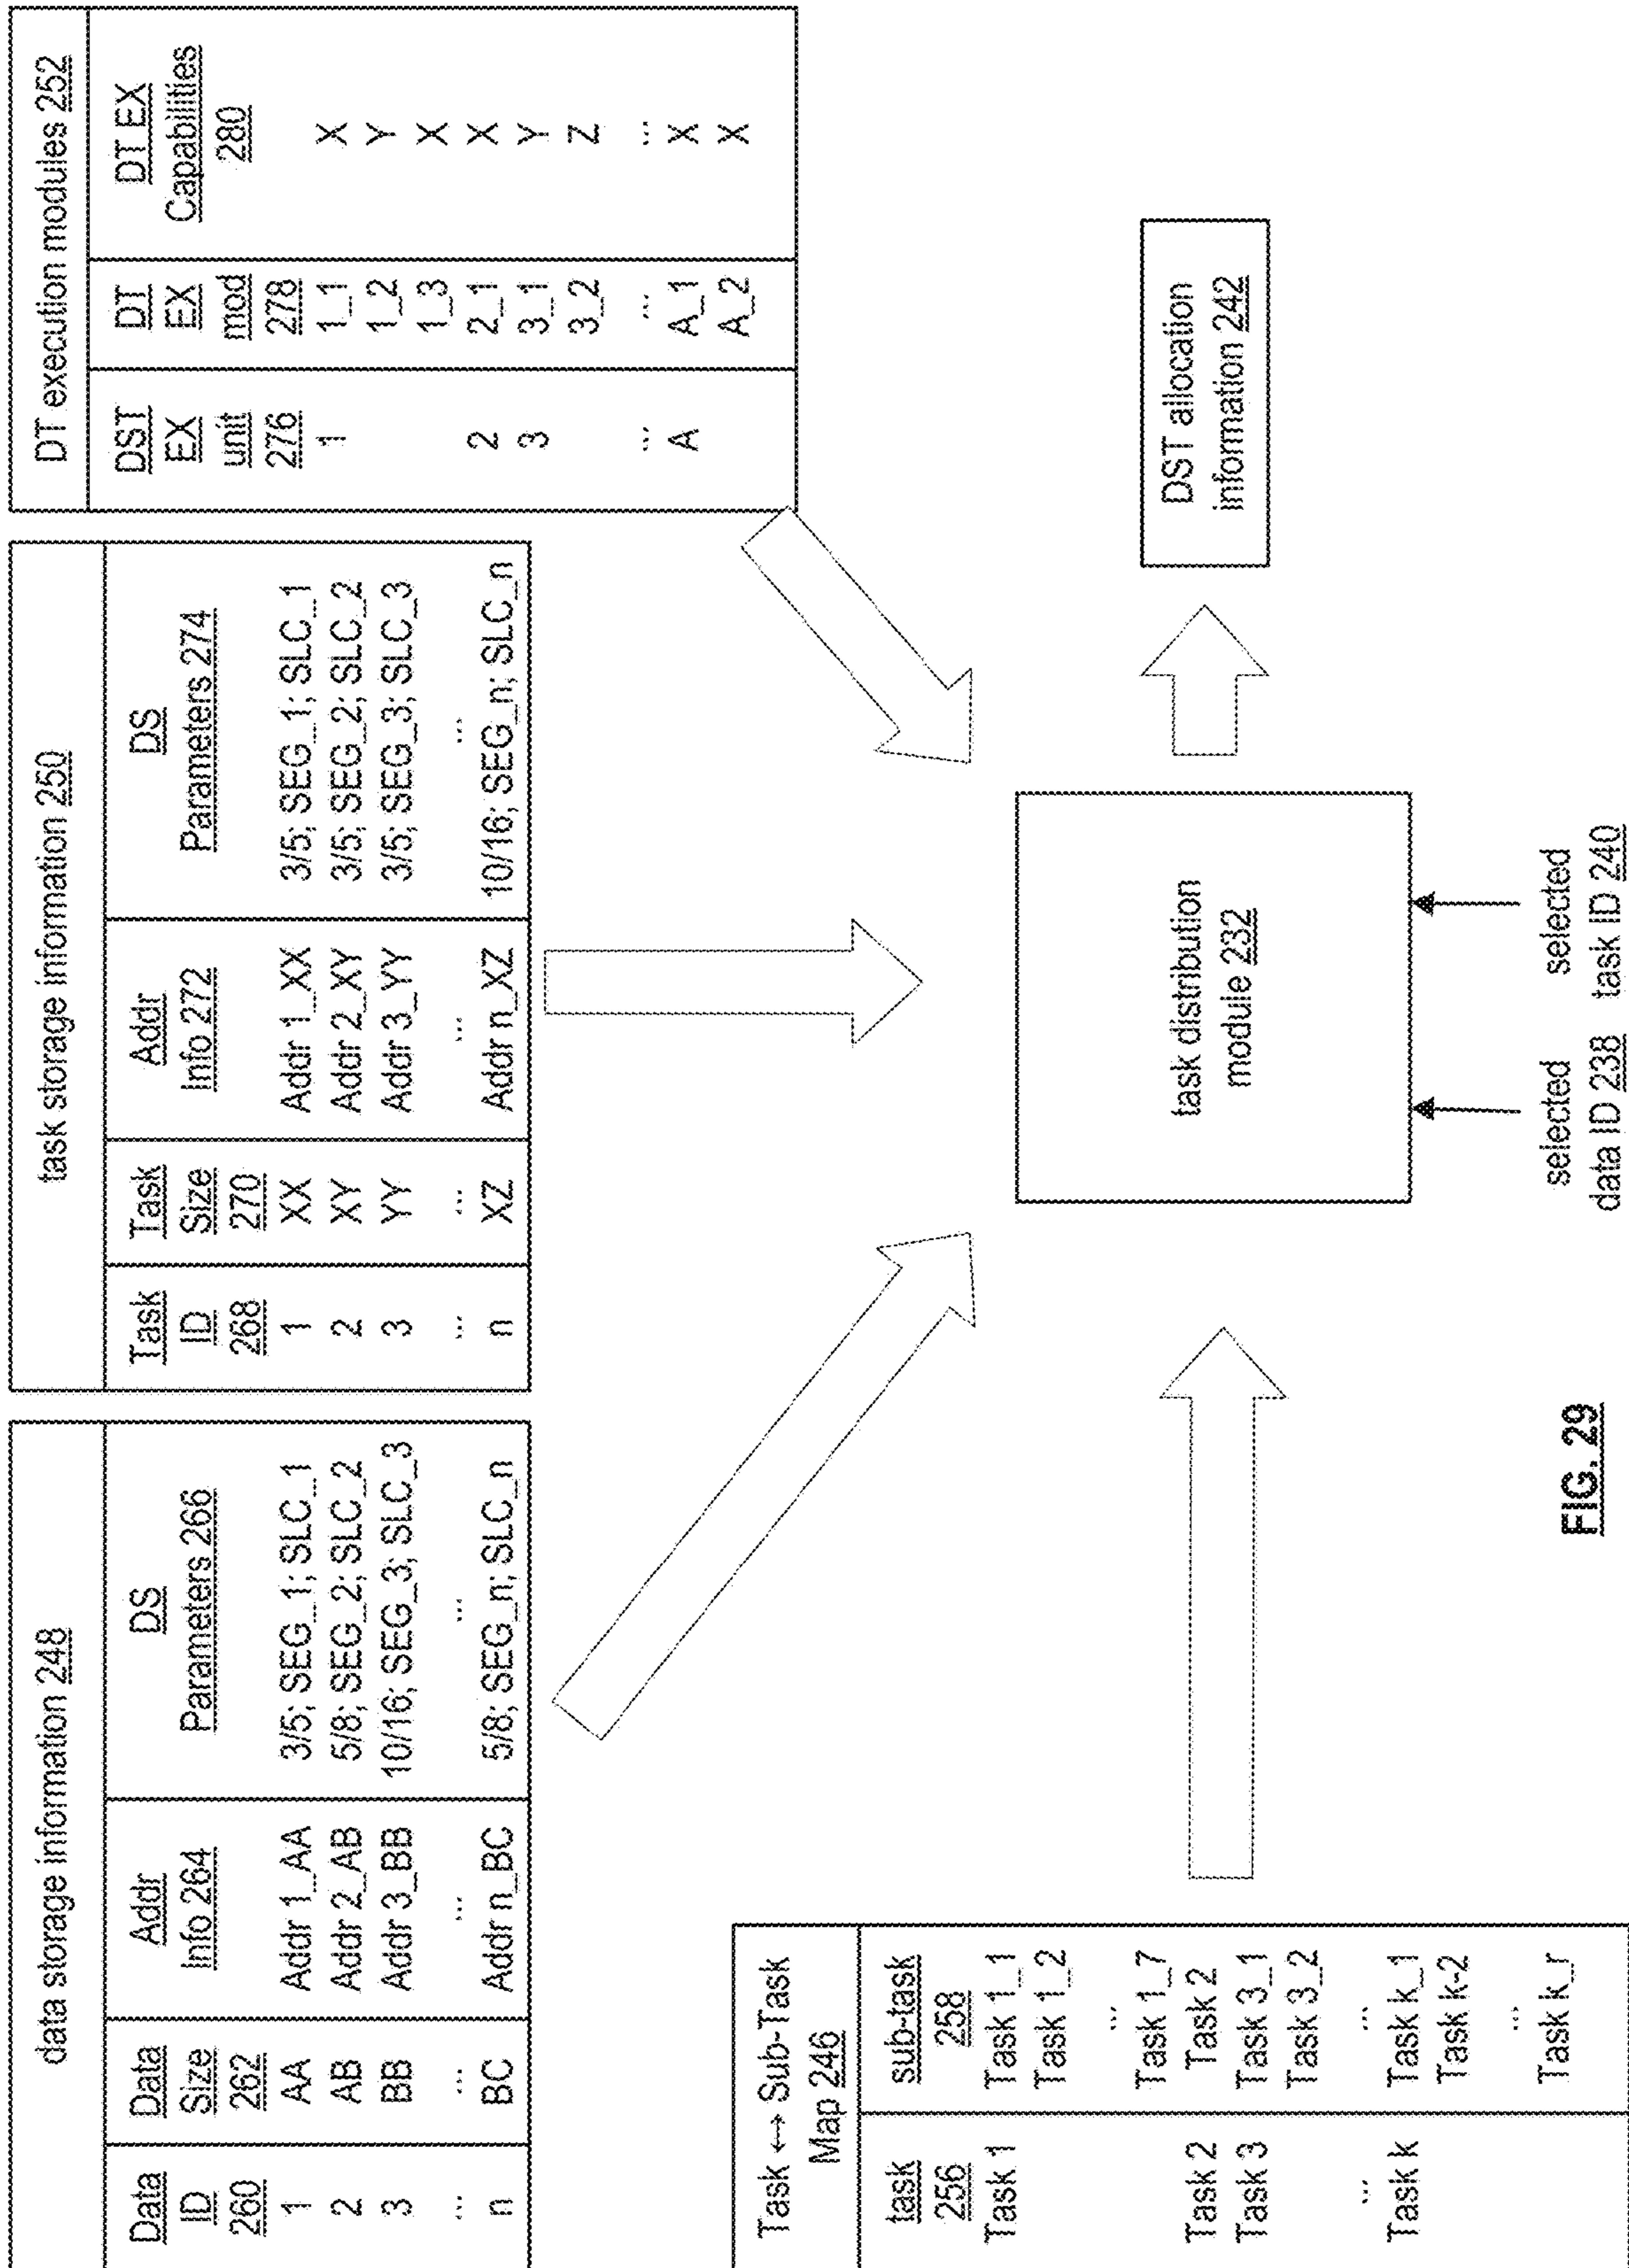 data storage information 248
Data ID 260 Data Size 262 Addr Info 264 DS Parameters 266
1 AA Addr 1_AA 3/5; SEG_1; SLC_1
2 AB Addr 2_AB 5/8; SEG_2; SLC_2
3 BB Addr 3_BB 10/16; SEG_3; SLC_3
... ... ... ...
n BC Addr n_BC 5/8; SEG_n; SLC_n
task storage information 250
Task ID 268 Task Size 270 Addr Info 272 DS Parameters 274
1 XX Addr 1_XX 3/5; SEG_1; SLC_1
2 XY Addr 2_XY 3/5; SEG_2; SLC_2
3 YY Addr 3_YY 3/5; SEG_3; SLC_3
... ... ... ...
n XZ Addr n_XZ 10/16; SEG_n; SLC_n
DT execution modules 252
DST EX unit 276 DT EX mod 278 DT EX Capabilities 280
1 1_1 X
1_2 Y
1_3 X
2 2_1 X
3 3_1 Y
3_2 Z
... ... ...
A A_1 X
A_2 X
Task ↔ Sub-Task
Map 246
task 256 sub-task 258
Task 1 Task 1_1
Task 1_2
...
Task 1_7
Task 2 Task 2
Task 3 Task 3_1
Task 3_2
... ...
Task k Task k_1
Task k-2
...
Task k_r
task distribution
module 232
DST allocation
information 242
selected
data ID 238
selected
task ID 240
FIG. 29